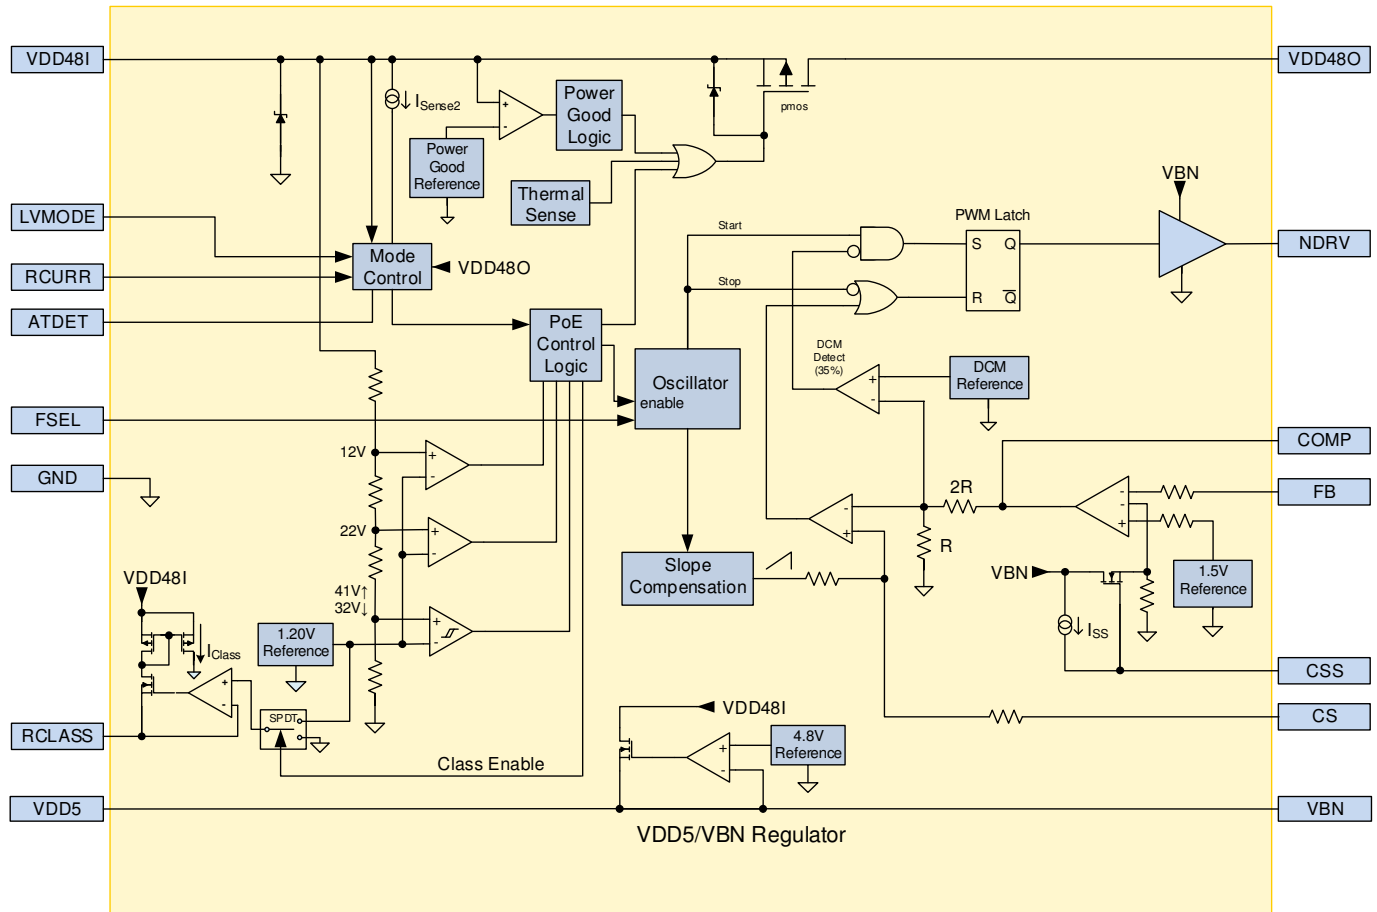 VDD48I
VDD48O
ISense2
Power
Good
Logic
pmos
Power
Good
Reference
Thermal
Sense
VBN
LVMODE
PWM Latch
Start
S Q
NDRV
Mode
Control
VDD48O
RCURR
Stop
R Q
ATDET
PoE
Control
Logic
DCM
Detect
(35%)
+
-
DCM
Reference
Oscillator
enable
FSEL
COMP
12V
+
-
GND
2R
-
+
FB
22V
+
-
-
+
R
Slope
Compensation
VBN
1.5V
Reference
VDD48I
41V↑
32V↓
+
-
1.20V
Reference
ISS
IClass
+
-
CSS
SPDT
VDD48I
CS
RCLASS
4.8V
Reference
+
-
Class Enable
VDD5
VBN
VDD5/VBN Regulator